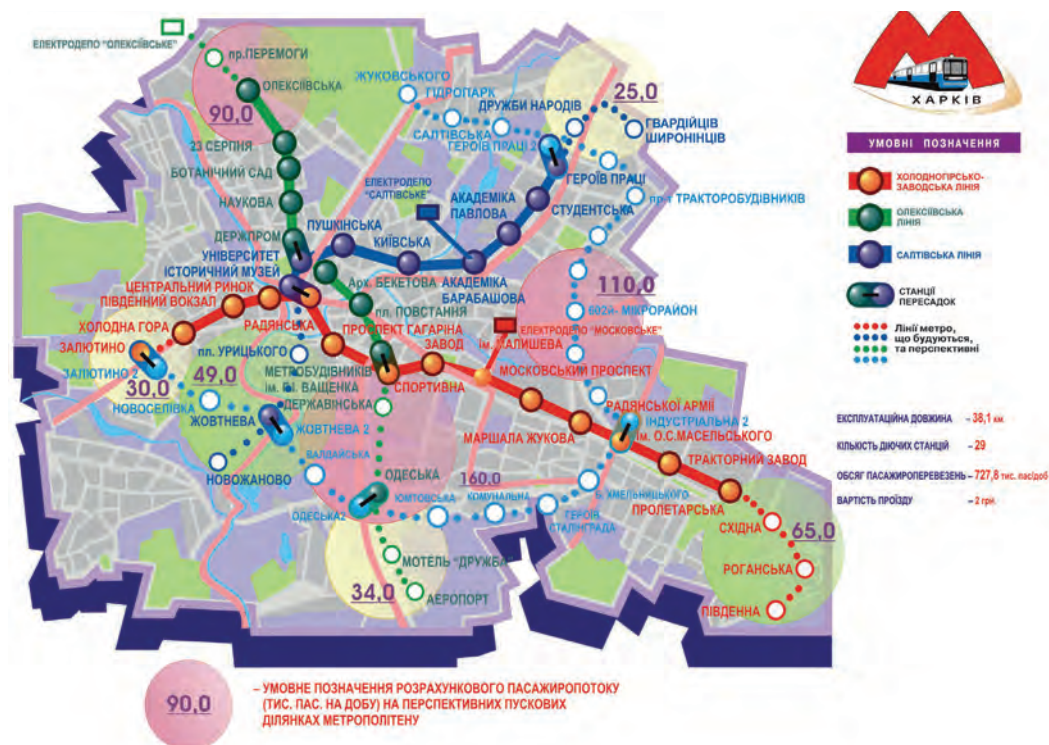 ЕЛЕКТРОДЕПО "ОЛЕКСІЇВСЬКЕ"
пр.ПЕРЕМОГИ
ОЛЕКСІЇВСЬКА
90,0
23 СЕРПНЯ
БОТАНІЧНИЙ САД
НАУКОВА
ДЕРЖПРОМ
УНІВЕРСИТЕТ
ІСТОРИЧНИЙ МУЗЕЙ
ЦЕНТРАЛЬНИЙ РИНОК
ПІВДЕННИЙ ВОКЗАЛ
ХОЛОДНА ГОРА
ЗАЛЮТИНО
ЗАЛЮТИНО 2
30,0
НОВОСЕЛІВКА
49,0
ЖОВТНЕВА
ЖОВТНЕВА 2
НОВОЖАНОВО
ВАЛДАЙСЬКА
ОДЕСЬКА2
ОДЕСЬКА
ЖУКОВСЬКОГО
ГІДРОПАРК
САЛТІВСЬКА
ГЕРОЇВ ПРАЦІ 2
ДРУЖБИ НАРОДІВ
25,0
ГВАРДІЙЦІВ
ШИРОНІНЦІВ
ГЕРОЇВ ПРАЦІ
СТУДЕНТСЬКА
пр-т ТРАКТОРОБУДІВНИКІВ
ЕЛЕКТРОДЕПО
"САЛТІВСЬКЕ"
АКАДЕМІКА
ПАВЛОВА
ПУШКІНСЬКА
КИЇВСЬКА
АКАДЕМІКА
БАРАБАШОВА
110,0
602й- МІКРОРАЙОН
Арх. БЕКЕТОВА
пл. ПОВСТАННЯ
РАДЯНСЬКА
ПРОСПЕКТ ГАГАРІНА
ЗАВОД
ЕЛЕКТРОДЕПО "МОСКОВСЬКЕ"
ім. МАЛИШЕВА
МОСКОВСЬКИЙ ПРОСПЕКТ
пл. УРИЦЬКОГО
МЕТРОБУДІВНИКІВ
ім. Г.І. ВАЩЕНКА
СПОРТИВНА
ДЕРЖАВІНСЬКА
РАДЯНСЬКОЇ АРМІЇ
ІНДУСТРІАЛЬНА 2
ім. О.С.МАСЕЛЬСЬКОГО
МАРШАЛА ЖУКОВА
ТРАКТОРНИЙ ЗАВОД
160,0
ЮМТОВСЬКА
КОМУНАЛЬНА
Б. ХМЕЛЬНИЦЬКОГО
ГЕРОЇВ
СТАЛІНГРАДА
ПРОЛЕТАРСЬКА
СХІДНА
65,0
РОГАНСЬКА
ПІВДЕННА
МОТЕЛЬ "ДРУЖБА"
34,0
АЕРОПОРТ
90,0
– УМОВНЕ ПОЗНАЧЕННЯ РОЗРАХУНКОВОГО ПАСАЖИРОПОТОКУ
(ТИС. ПАС. НА ДОБУ) НА ПЕРСПЕКТИВНИХ ПУСКОВИХ
ДІЛЯНКАХ МЕТРОПОЛІТЕНУ
ХАРКІВ
УМОВНІ ПОЗНАЧЕННЯ
ХОЛОДНОГІРСЬКО-
ЗАВОДСЬКА ЛІНІЯ
ОЛЕКСІЇВСЬКА
ЛІНІЯ
САЛТІВСЬКА ЛІНІЯ
СТАНЦІЇ
ПЕРЕСАДОК
Лінії метро,
що будуються,
та перспективні
ЕКСПЛУАТАЦІЙНА ДОВЖИНА – 38,1 км.
КІЛЬКІСТЬ ДІЮЧИХ СТАНЦІЙ – 29
ОБСЯГ ПАСАЖИРОПЕРЕВЕЗЕНЬ – 727,8 тис. пас/доб
ВАРТІСТЬ ПРОЇЗДУ – 2 грн.